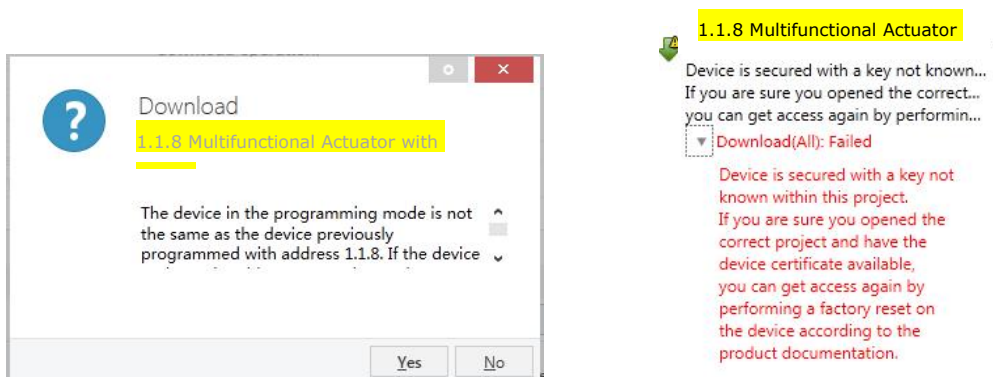 Download
1.1.8 Multifunctional Actuator with
The device in the programming mode is not
the same as the device previously
programmed with address 1.1.8. If the device
Yes
No
1.1.8 Multifunctional Actuator
Device is secured with a key not known...
If you are sure you opened the correct...
you can get access again by performin...
Download(All): Failed
Device is secured with a key not
known within this project.
If you are sure you opened the
correct project and have the
device certificate available,
you can get access again by
performing a factory reset on
the device according to the
product documentation.